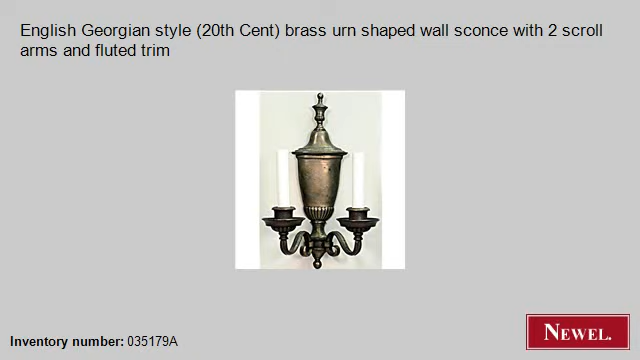 English Georgian style (20th Cent) brass urn shaped wall sconce with 2 scroll
arms and fluted trim
Inventory number: 035179A
NEWEL.